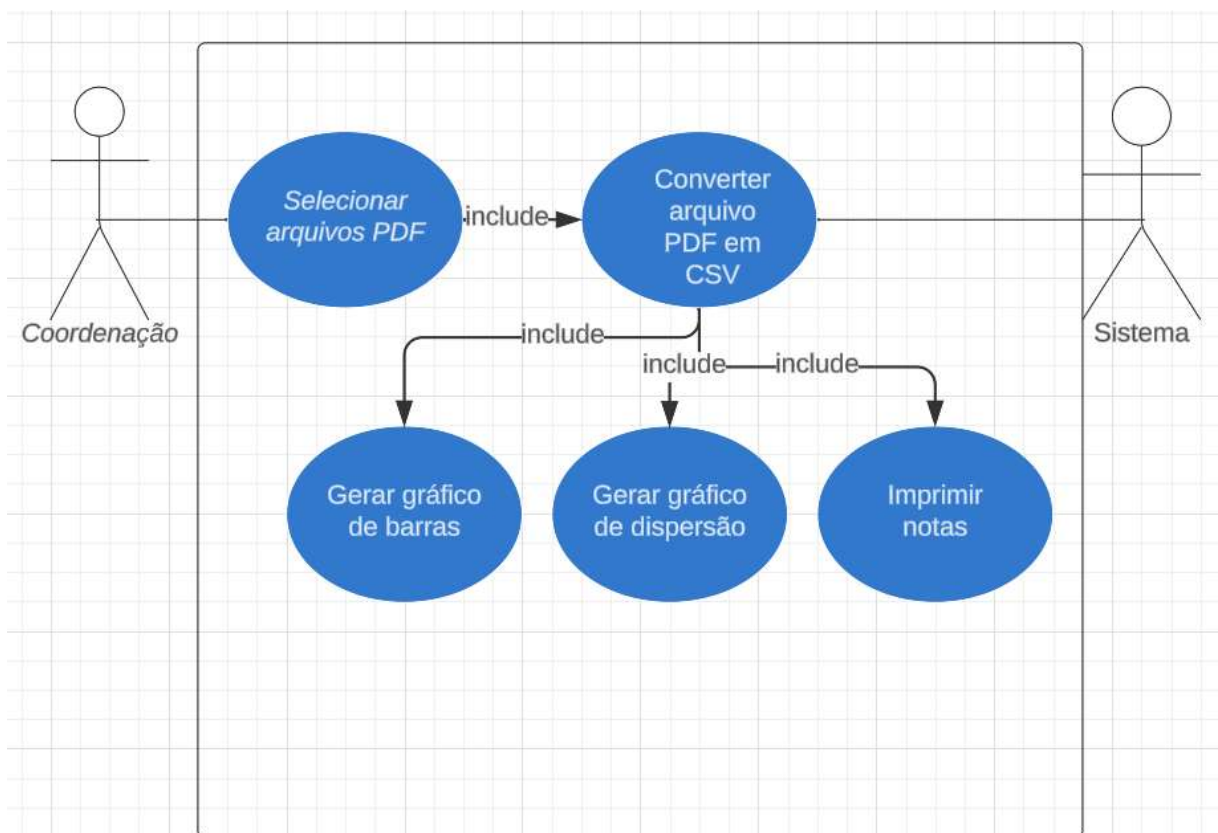 Selecionar
arquivos PDF
include
Converter
arquivo
PDF em
CSV
Coordenação
Sistema
include
include
include
Gerar gráfico
de barras
Gerar gráfico
de dispersão
Imprimir
notas